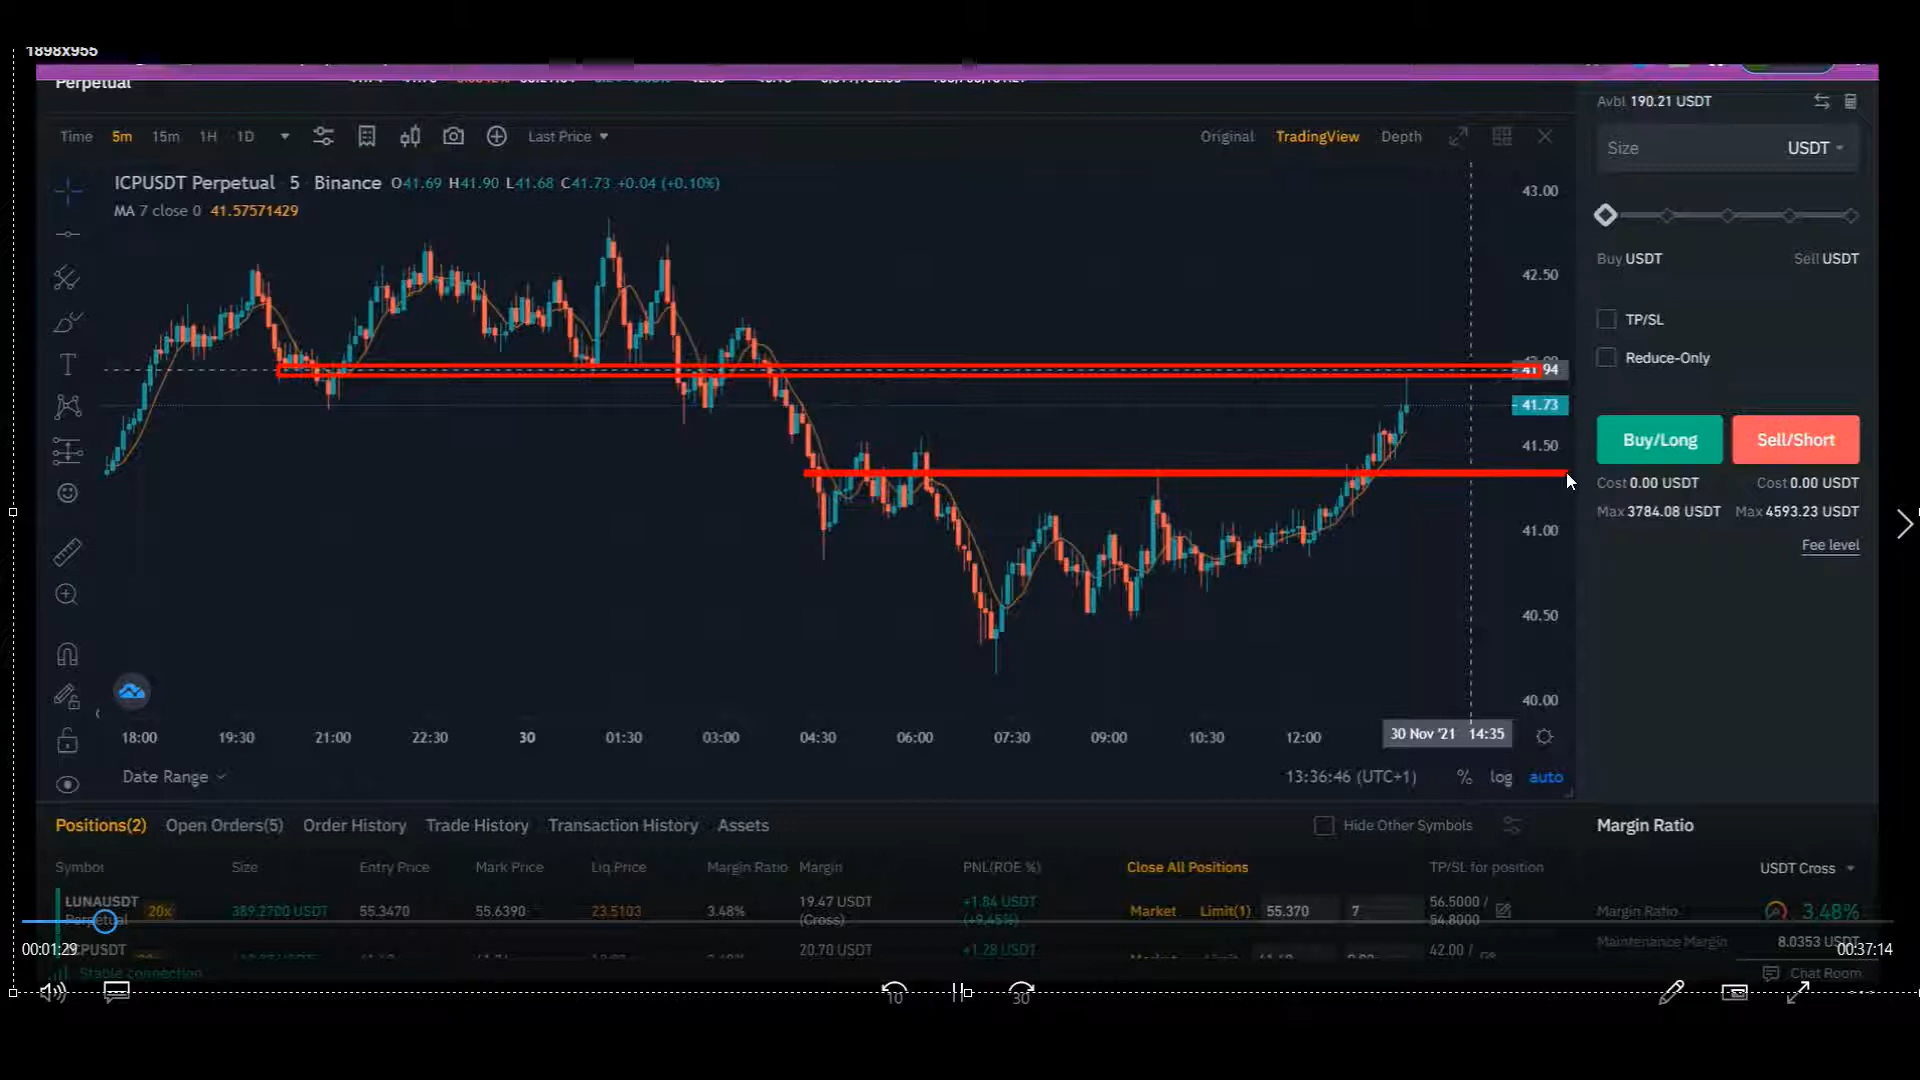 1898x955
Perpetual
Avbl 190.21 USDT
Time 5m 15m 1H 1D Last Price Original TradingView Depth
Size USDT
ICPUSDT Perpetual 5 Binance O41.69 H41.90 L41.68 C41.73 +0.04 (+0.10%)
MA 7 close 0 41.57571429
43.00
42.50
41.94
41.73
41.50
41.00
40.50
40.00
Buy USDT Sell USDT
TP/SL
Reduce-Only
Buy/Long Sell/Short
Cost 0.00 USDT Cost 0.00 USDT
Max 3784.08 USDT Max 4593.23 USDT
Fee level
18:00 19:30 21:00 22:30 30 01:30 03:00 04:30 06:00 07:30 09:00 10:30 12:00 30 Nov '21 14:35
Date Range 13:36:46 (UTC+1) % log auto
Positions(2) Open Orders(5) Order History Trade History Transaction History Assets Hide Other Symbols Margin Ratio
Symbol Size Entry Price Mark Price Liq.Price Margin Ratio Margin PNL(ROE %) Close All Positions TP/SL for position USDT Cross
LUNAUSDT
Perpetual 20x 389.2700 USDT 55.3470 55.6390 23.5103 3.48% 19.47 USDT
(Cross) +1.84 USDT
(+9.45%) Market Limit(1) 55.370 7 56.5000 /
54.8000 Margin Ratio 3.48%
20.70 USDT +1.28 USDT 42.00 / Maintenance Margin 8.0353 USDT
00:01:29 00:37:14
Stable connection Chat Room
10 30